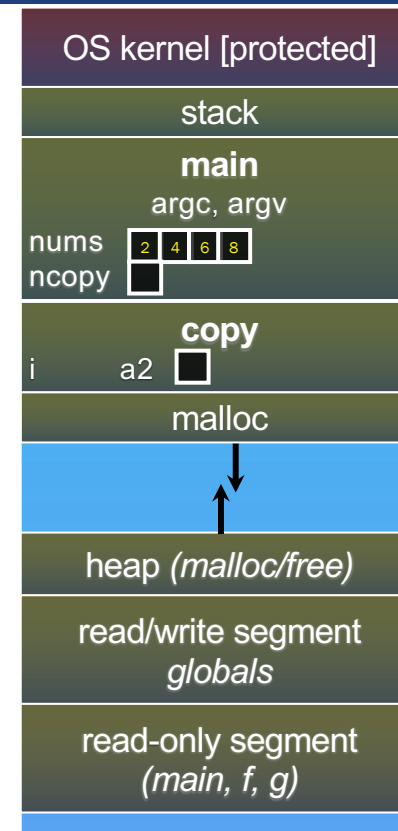 OS kernel [protected]
stack
main
argc, argv
nums 2 4 6 8
ncopy
copy
i a2
malloc
heap (malloc/free)
read/write segment
globals
read-only segment
(main, f, g)